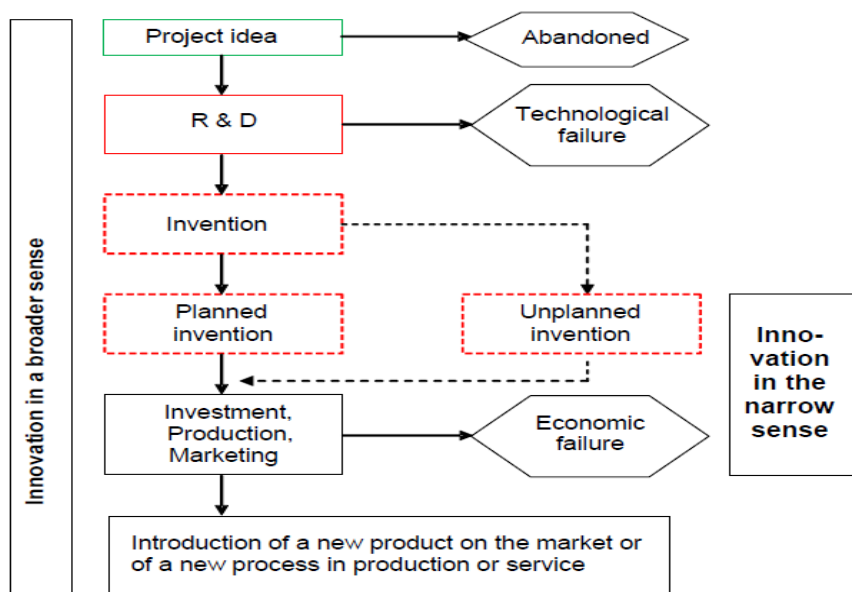 Project idea
Abandoned
R & D
Technological
failure
Invention
Planned
invention
Unplanned
invention
Innovation in a broader sense
Inno-
vation
in the
narrow
sense
Investment,
Production,
Marketing
Economic
failure
Introduction of a new product on the market or
of a new process in production or service